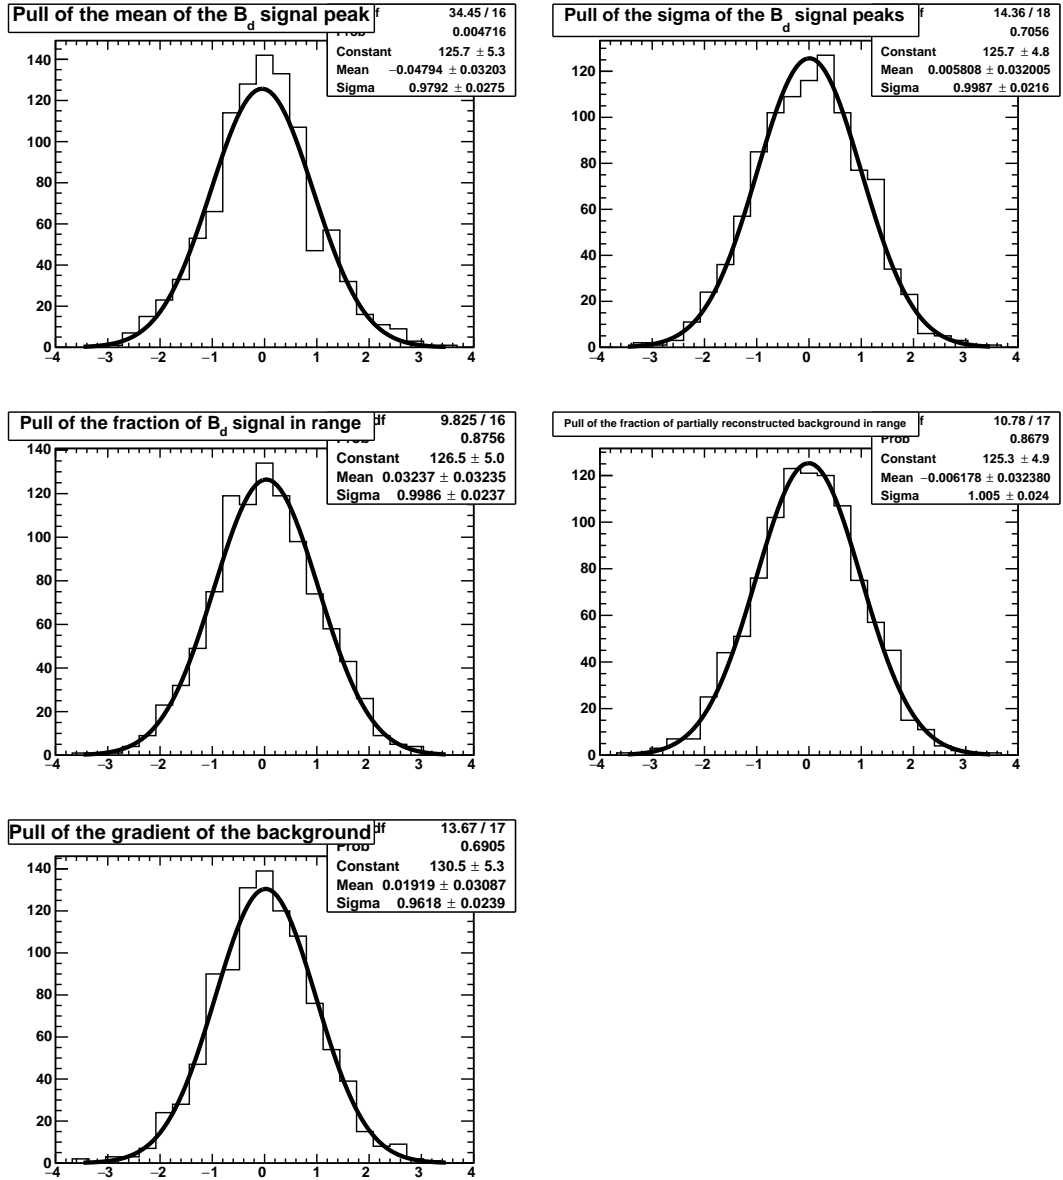 Pull of the mean of the Bd signal peak
f 34.45 / 16
Prob 0.004716
Constant 125.7 ± 5.3
Mean −0.04794 ± 0.03203
Sigma 0.9792 ± 0.0275
140
120
100
80
60
40
20
0
−4 −3 −2 −1 0 1 2 3 4
Pull of the sigma of the Bd signal peaks
f 14.36 / 18
0.7056
Constant 125.7 ± 4.8
Mean 0.005808 ± 0.032005
Sigma 0.9987 ± 0.0216
120
100
80
60
40
20
0
−4 −3 −2 −1 0 1 2 3 4
Pull of the fraction of Bd signal in range
df 9.825 / 16
Prob 0.8756
Constant 126.5 ± 5.0
Mean 0.03237 ± 0.03235
Sigma 0.9986 ± 0.0237
140
120
100
80
60
40
20
0
−4 −3 −2 −1 0 1 2 3 4
Pull of the fraction of partially reconstructed background in range
f 10.78 / 17
Prob 0.8679
Constant 125.3 ± 4.9
Mean −0.006178 ± 0.032380
Sigma 1.005 ± 0.024
120
100
80
60
40
20
0
−4 −3 −2 −1 0 1 2 3 4
Pull of the gradient of the background
df 13.67 / 17
Prob 0.6905
Constant 130.5 ± 5.3
Mean 0.01919 ± 0.03087
Sigma 0.9618 ± 0.0239
140
120
100
80
60
40
20
0
−4 −3 −2 −1 0 1 2 3 4